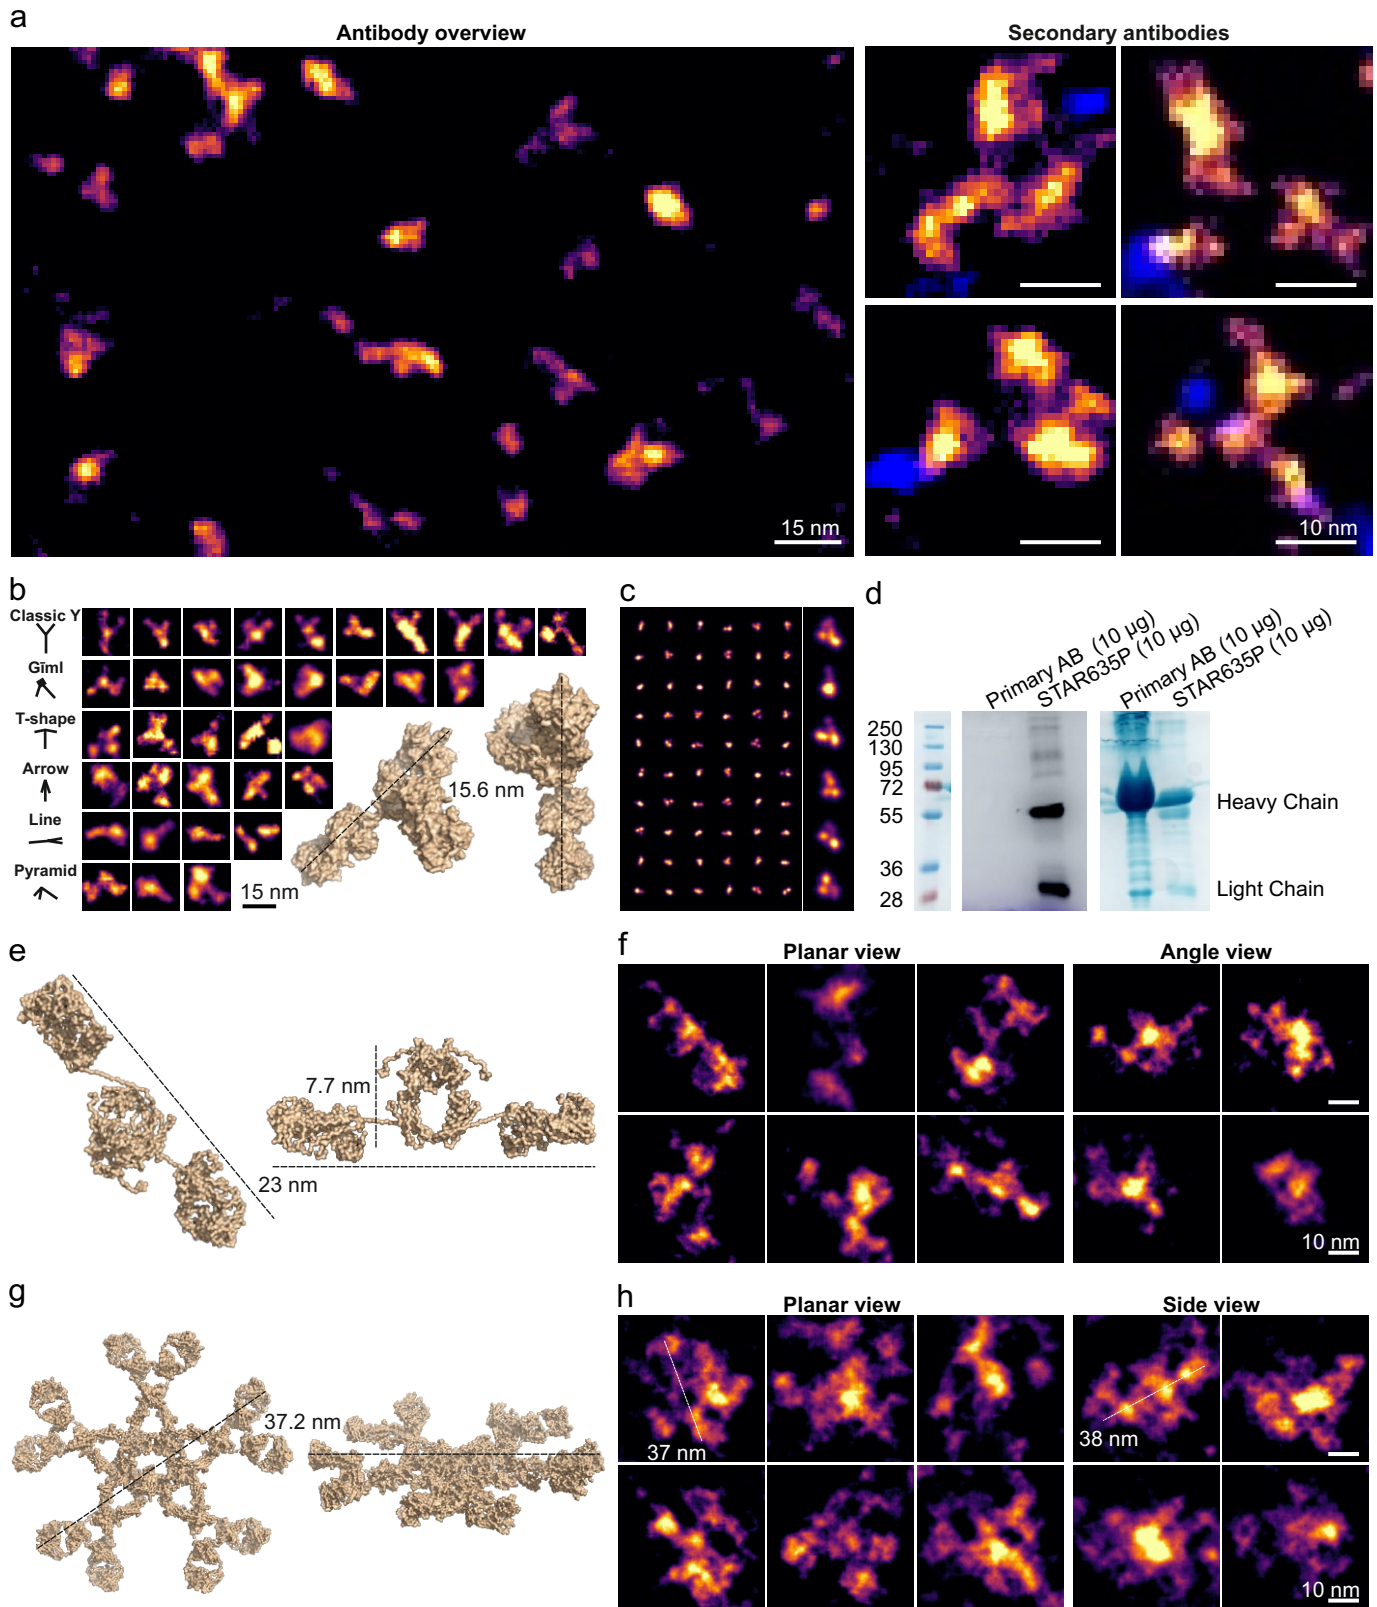 a
Antibody overview
Secondary antibodies
15 nm
10 nm
b
Classic Y
Gīml
T-shape
Arrow
Line
Pyramid
15.6 nm
15 nm
c
d
Primary AB (10 µg)
STAR635P (10 µg)
Primary AB (10 µg)
STAR635P (10 µg)
250
130
95
72
55
36
28
Heavy Chain
Light Chain
e
7.7 nm
23 nm
f
Planar view
Angle view
10 nm
g
37.2 nm
h
Planar view
Side view
37 nm
38 nm
10 nm